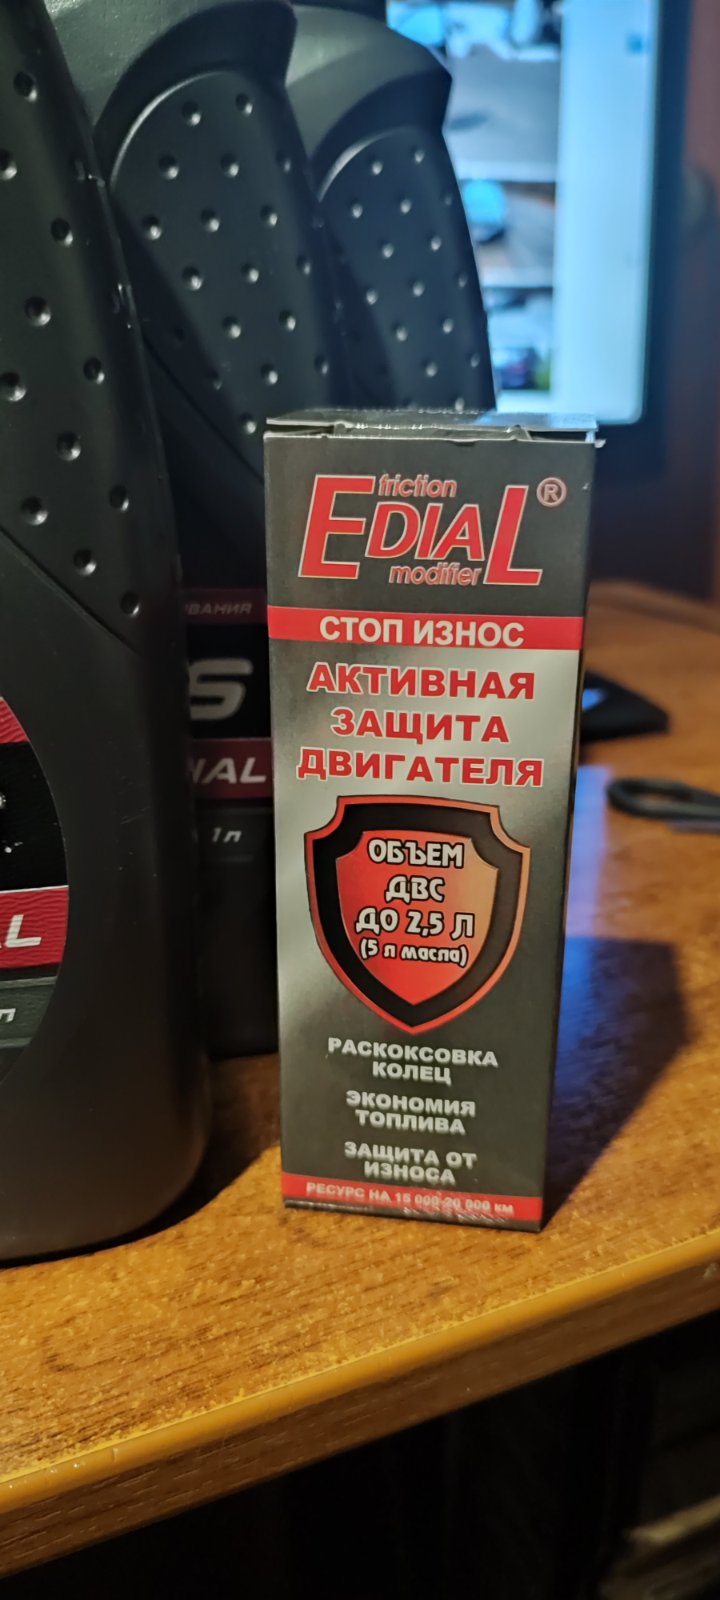 friction
EDIAL®
modifier
СТОП ИЗНОС
АКТИВНАЯ
ЗАЩИТА
ДВИГАТЕЛЯ
ОБЪЕМ
ДВС
ДО 2,5 Л
(5 л масла)
РАСКОКСОВКА
КОЛЕЦ
ЭКОНОМИЯ
ТОПЛИВА
ЗАЩИТА ОТ
ИЗНОСА
РЕСУРС НА 15 000-20 000 км
1л